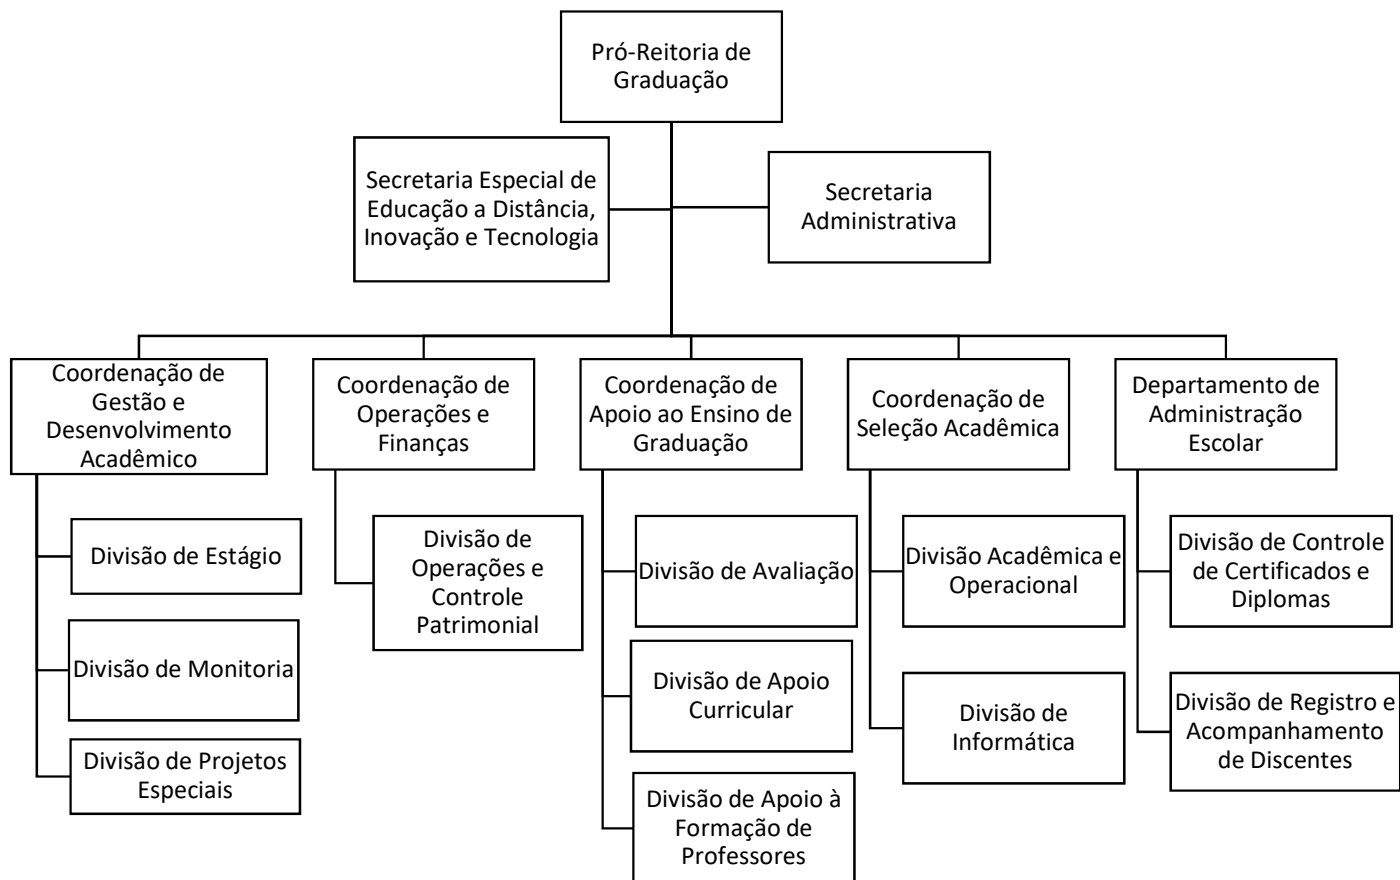 Pró-Reitoria de
Graduação
Secretaria Especial de
Educação a Distância,
Inovação e Tecnologia
Secretaria
Administrativa
Coordenação de
Gestão e
Desenvolvimento
Acadêmico
Coordenação de
Operações e
Finanças
Coordenação de
Apoio ao Ensino de
Graduação
Coordenação de
Seleção Acadêmica
Departamento de
Administração
Escolar
Divisão de Estágio
Divisão de Monitoria
Divisão de Projetos
Especiais
Divisão de
Operações e
Controle
Patrimonial
Divisão de Avaliação
Divisão de Apoio
Curricular
Divisão de Apoio à
Formação de
Professores
Divisão Acadêmica e
Operacional
Divisão de
Informática
Divisão de Controle
de Certificados e
Diplomas
Divisão de Registro e
Acompanhamento
de Discentes